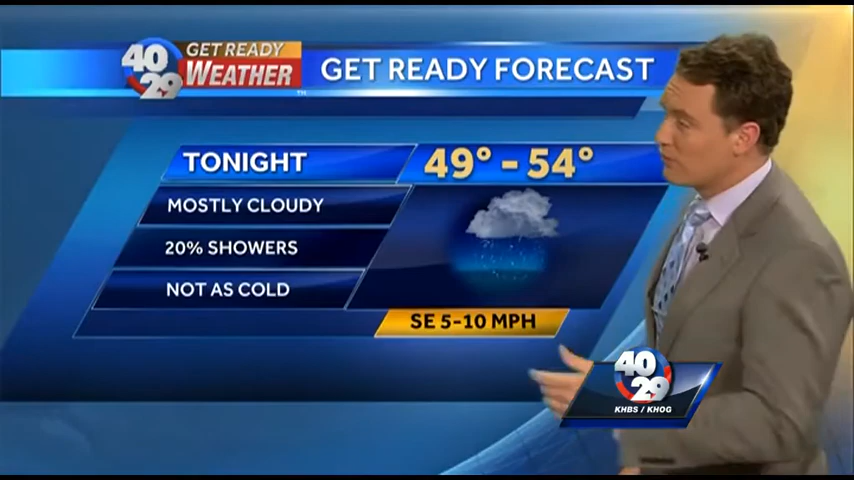 40
29
GET READY
WEATHER™
GET READY FORECAST
TONIGHT
49° - 54°
MOSTLY CLOUDY
20% SHOWERS
NOT AS COLD
SE 5-10 MPH
40
29
KHBS / KHOG